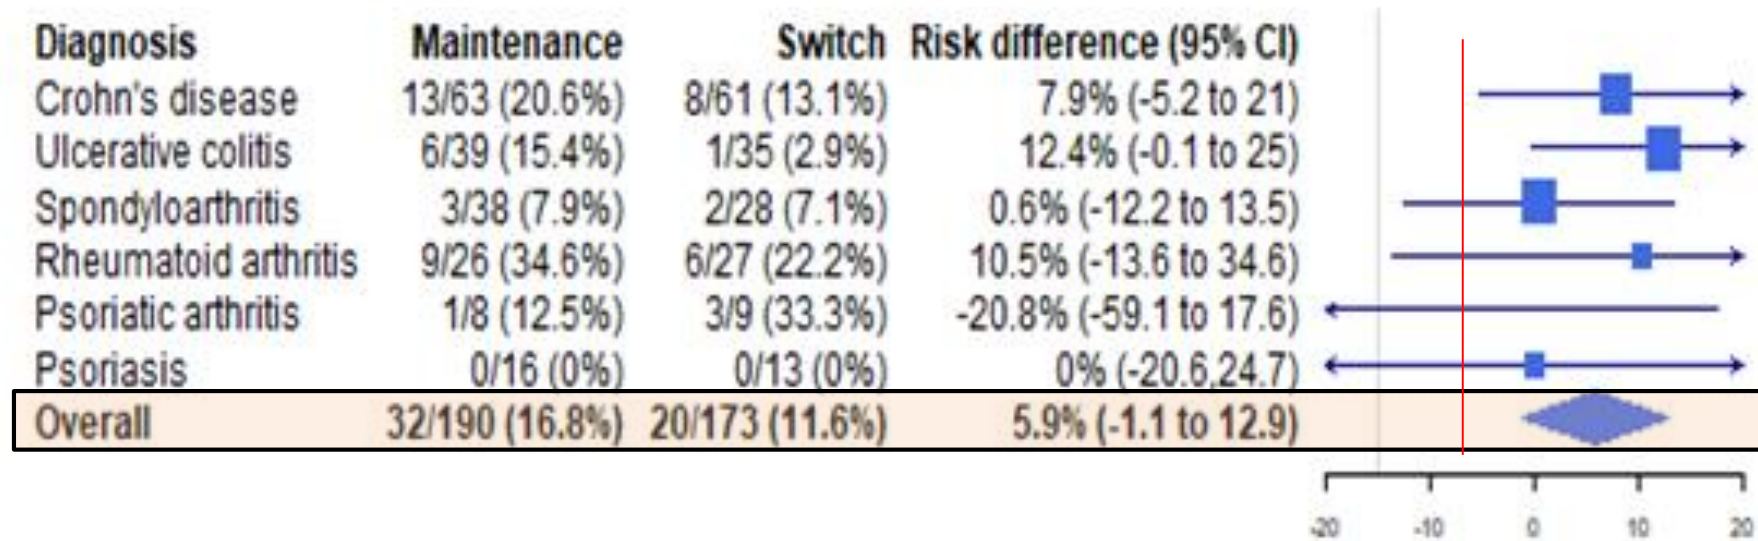 Diagnosis Maintenance Switch Risk difference (95% CI)
Crohn's disease 13/63 (20.6%) 8/61 (13.1%) 7.9% (-5.2 to 21)
Ulcerative colitis 6/39 (15.4%) 1/35 (2.9%) 12.4% (-0.1 to 25)
Spondyloarthritis 3/38 (7.9%) 2/28 (7.1%) 0.6% (-12.2 to 13.5)
Rheumatoid arthritis 9/26 (34.6%) 6/27 (22.2%) 10.5% (-13.6 to 34.6)
Psoriatic arthritis 1/8 (12.5%) 3/9 (33.3%) -20.8% (-59.1 to 17.6)
Psoriasis 0/16 (0%) 0/13 (0%) 0% (-20.6,24.7)
Overall 32/190 (16.8%) 20/173 (11.6%) 5.9% (-1.1 to 12.9)
-20 -10 0 10 20